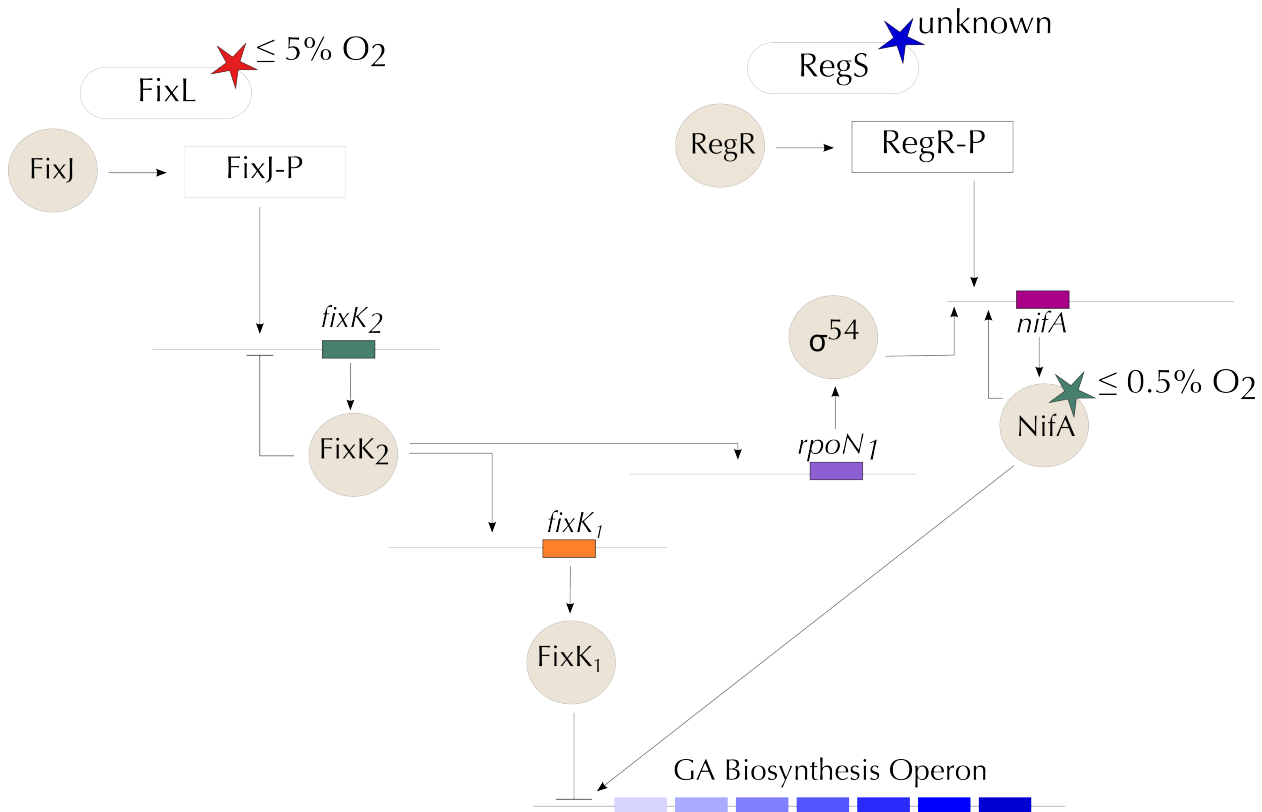 unknown
≤ 5% O2
RegS
FixL
RegR
RegR-P
FixJ
FixJ-P
fixK2
σ54
nifA
≤ 0.5% O2
NifA
FixK2
rpoN1
fixK1
FixK1
GA Biosynthesis Operon